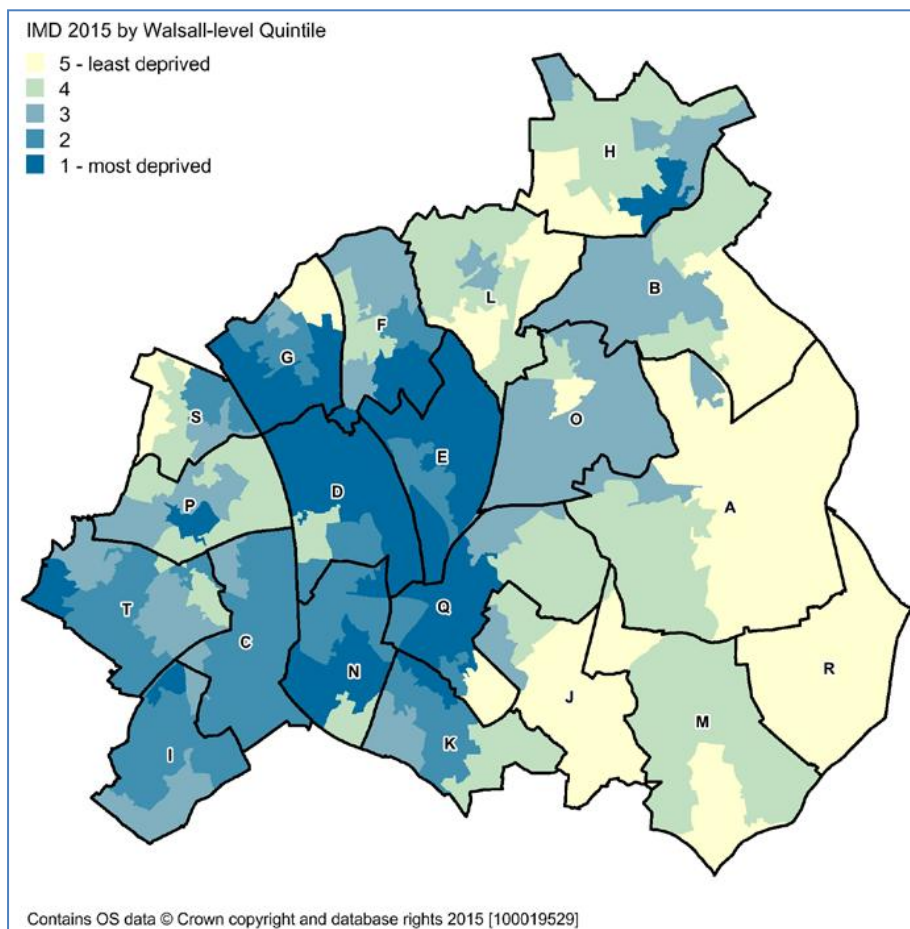 IMD 2015 by Walsall-level Quintile
5 - least deprived
4
3
2
1 - most deprived
H
B
L
F
G
S
O
E
D
P
A
T
C
Q
N
R
J
M
K
I
Contains OS data © Crown copyright and database rights 2015 [100019529]